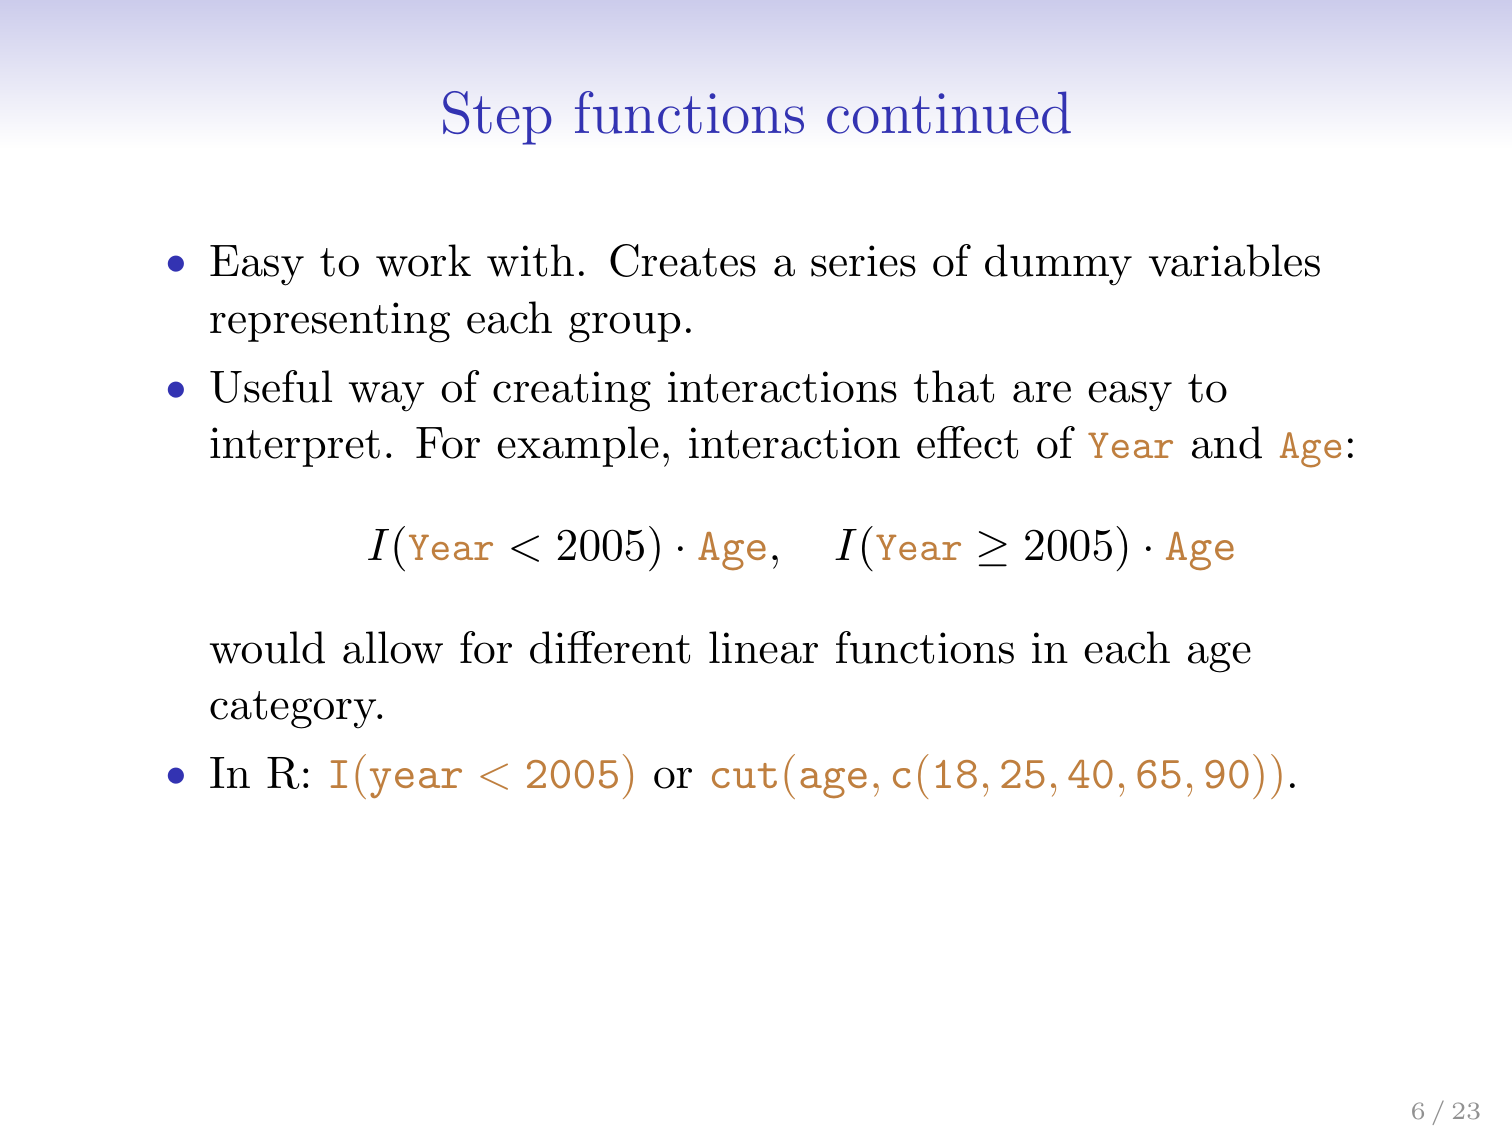 Step functions continued
• Easy to work with. Creates a series of dummy variables
representing each group.
• Useful way of creating interactions that are easy to
interpret. For example, interaction effect of Year and Age:
I(Year < 2005) · Age, I(Year ≥ 2005) · Age
would allow for different linear functions in each age
category.
• In R: I(year < 2005) or cut(age, c(18, 25, 40, 65, 90)).
6 / 23